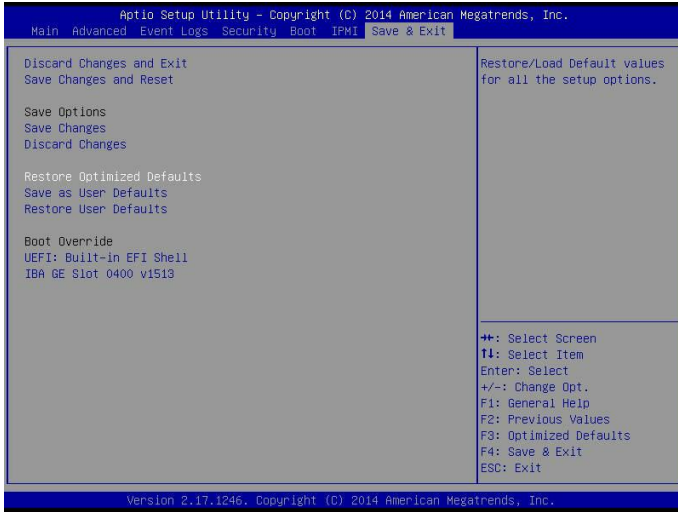 Aptio Setup Utility – Copyright (C) 2014 American Megatrends, Inc.
Main Advanced Event Logs Security Boot IPMI Save & Exit
Discard Changes and Exit
Save Changes and Reset
Save Options
Save Changes
Discard Changes
Restore Optimized Defaults
Save as User Defaults
Restore User Defaults
Boot Override
UEFI: Built-in EFI Shell
IBA GE Slot 0400 v1513
Restore/Load Default values
for all the setup options.
→←: Select Screen
↑↓: Select Item
Enter: Select
+/-: Change Opt.
F1: General Help
F2: Previous Values
F3: Optimized Defaults
F4: Save & Exit
ESC: Exit
Version 2.17.1246. Copyright (C) 2014 American Megatrends, Inc.